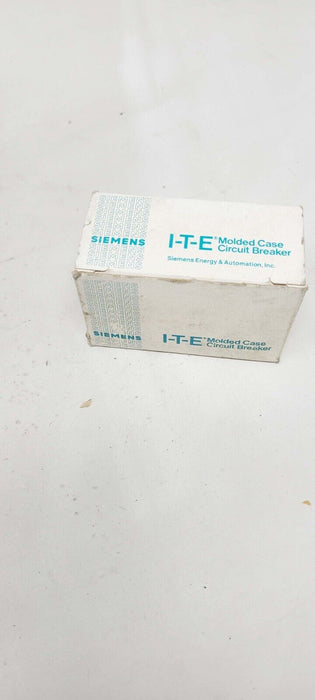 SIEMENS
I-T-E® Molded Case
Circuit Breaker
Siemens Energy & Automation, Inc.
SIEMENS
I-T-E® Molded Case
Circuit Breaker